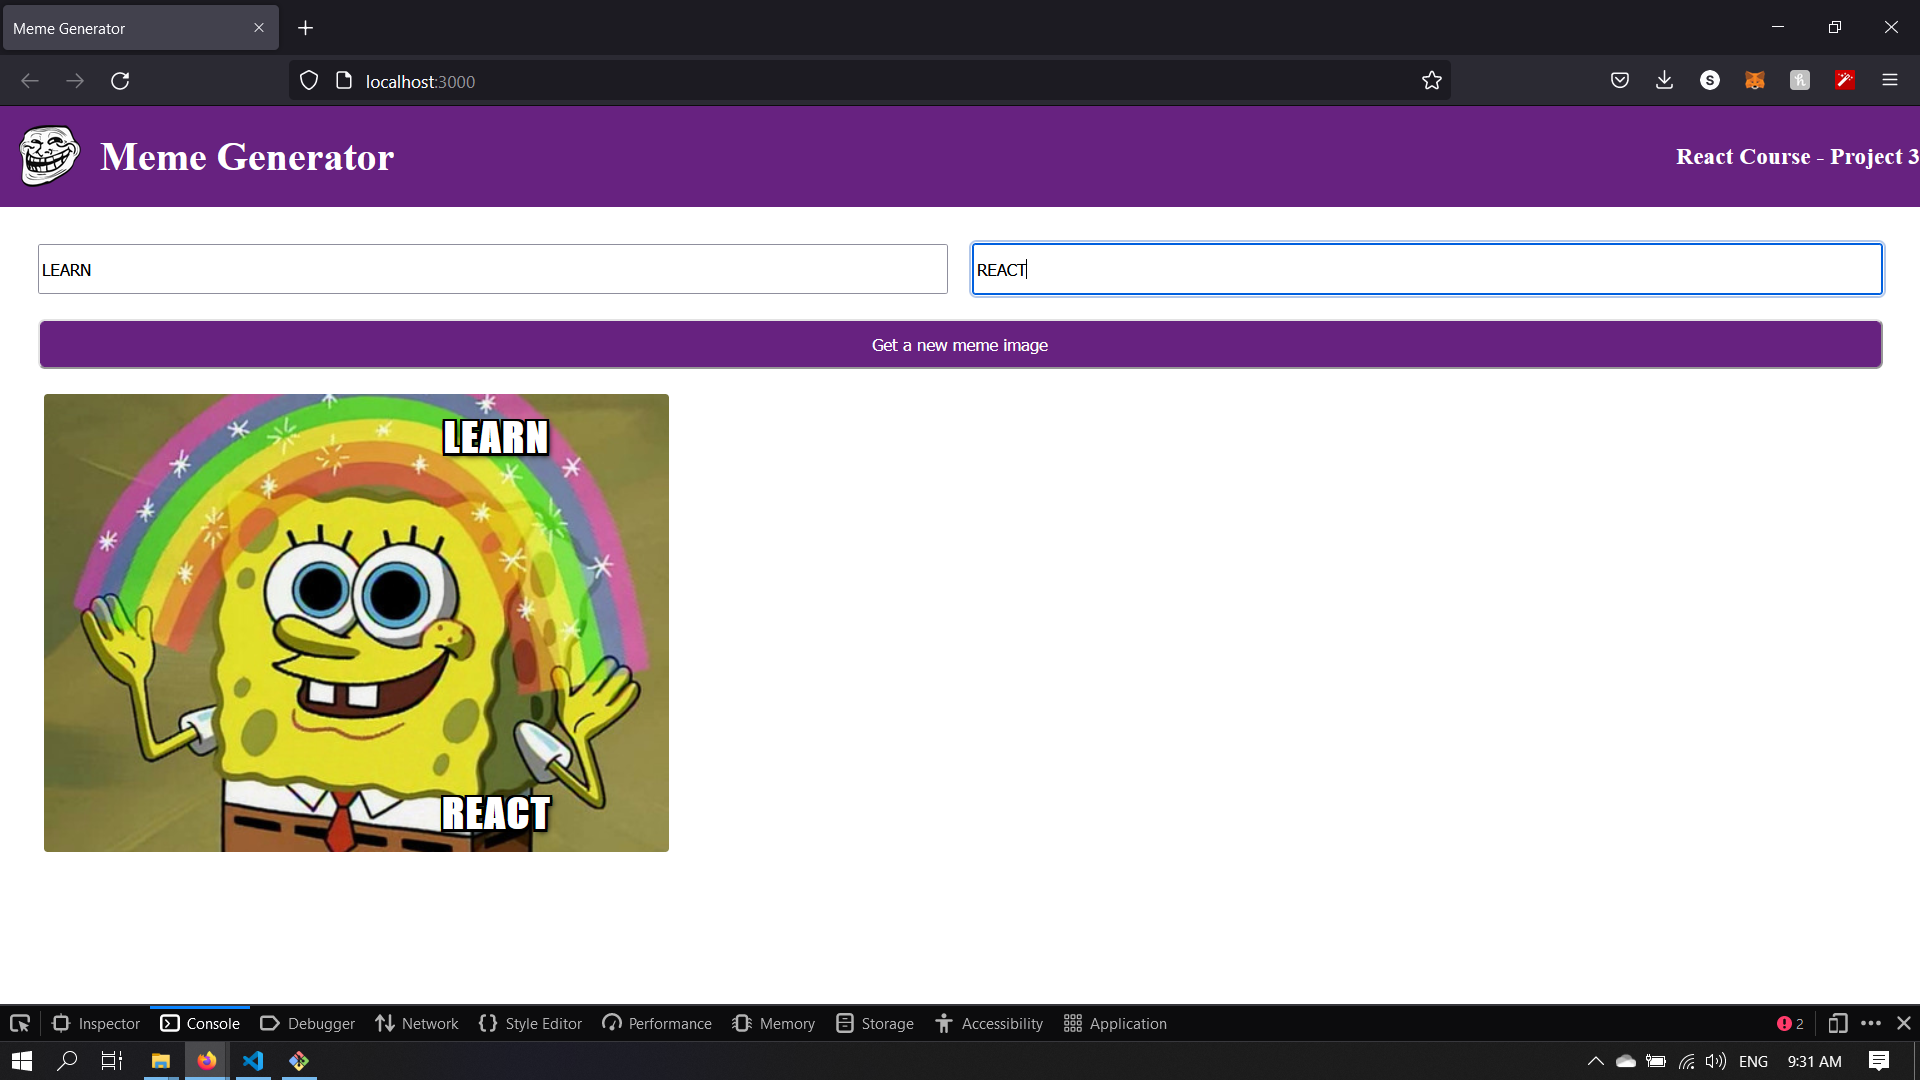 Meme Generator
localhost:3000
S
h
Meme Generator
React Course - Project 3
LEARN
REACT
Get a new meme image
LEARN
REACT
Inspector
Console
Debugger
Network
Style Editor
Performance
Memory
Storage
Accessibility
Application
2
ENG
9:31 AM